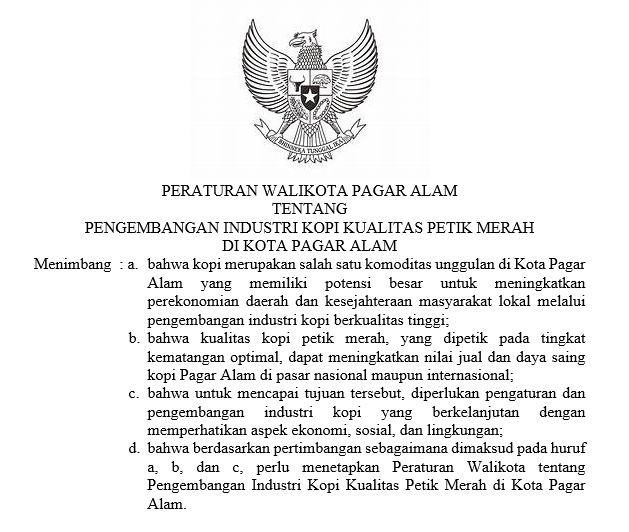 BHINNEKA TUNGGAL IKA
PERATURAN WALIKOTA PAGAR ALAM
TENTANG
PENGEMBANGAN INDUSTRI KOPI KUALITAS PETIK MERAH
DI KOTA PAGAR ALAM
Menimbang : a. bahwa kopi merupakan salah satu komoditas unggulan di Kota Pagar
Alam yang memiliki potensi besar untuk meningkatkan
perekonomian daerah dan kesejahteraan masyarakat lokal melalui
pengembangan industri kopi berkualitas tinggi;
b. bahwa kualitas kopi petik merah, yang dipetik pada tingkat
kematangan optimal, dapat meningkatkan nilai jual dan daya saing
kopi Pagar Alam di pasar nasional maupun internasional;
c. bahwa untuk mencapai tujuan tersebut, diperlukan pengaturan dan
pengembangan industri kopi yang berkelanjutan dengan
memperhatikan aspek ekonomi, sosial, dan lingkungan;
d. bahwa berdasarkan pertimbangan sebagaimana dimaksud pada huruf
a, b, dan c, perlu menetapkan Peraturan Walikota tentang
Pengembangan Industri Kopi Kualitas Petik Merah di Kota Pagar
Alam.